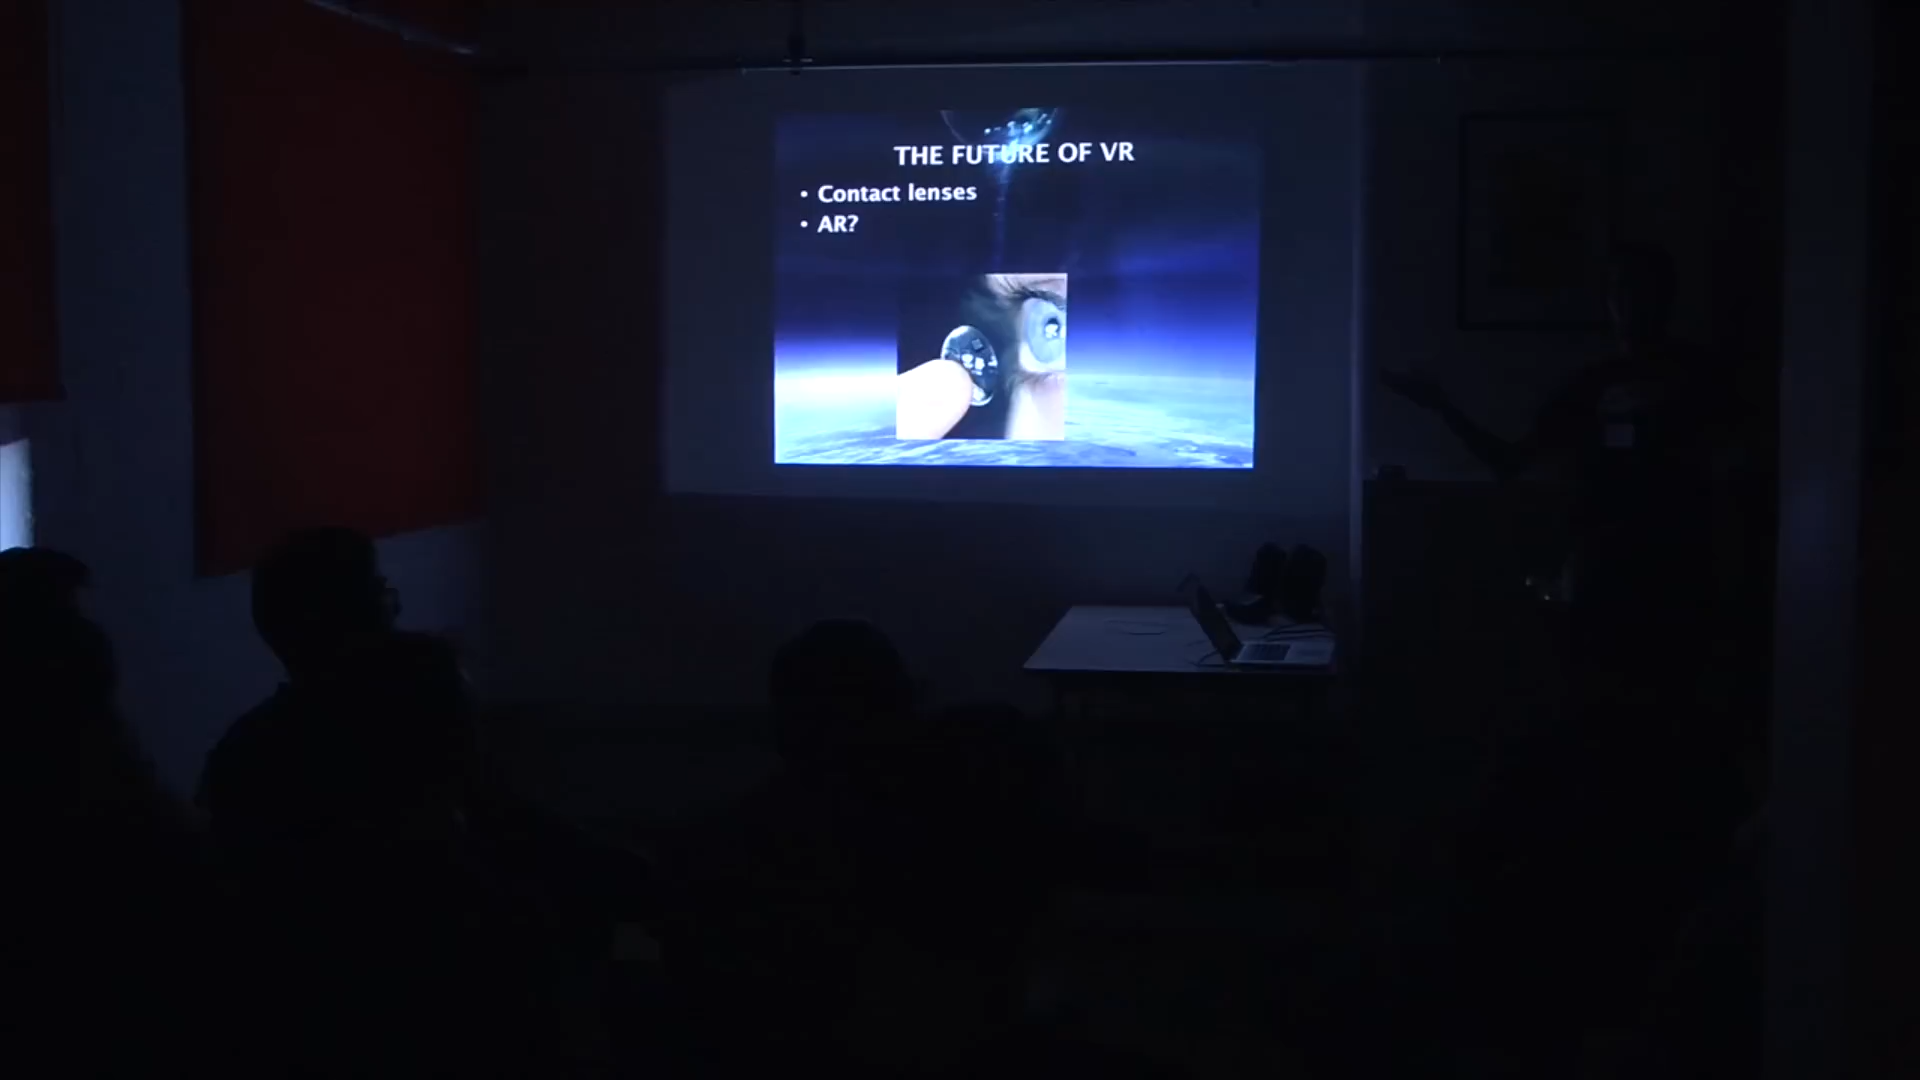 THE FUTURE OF VR
• Contact lenses
• AR?